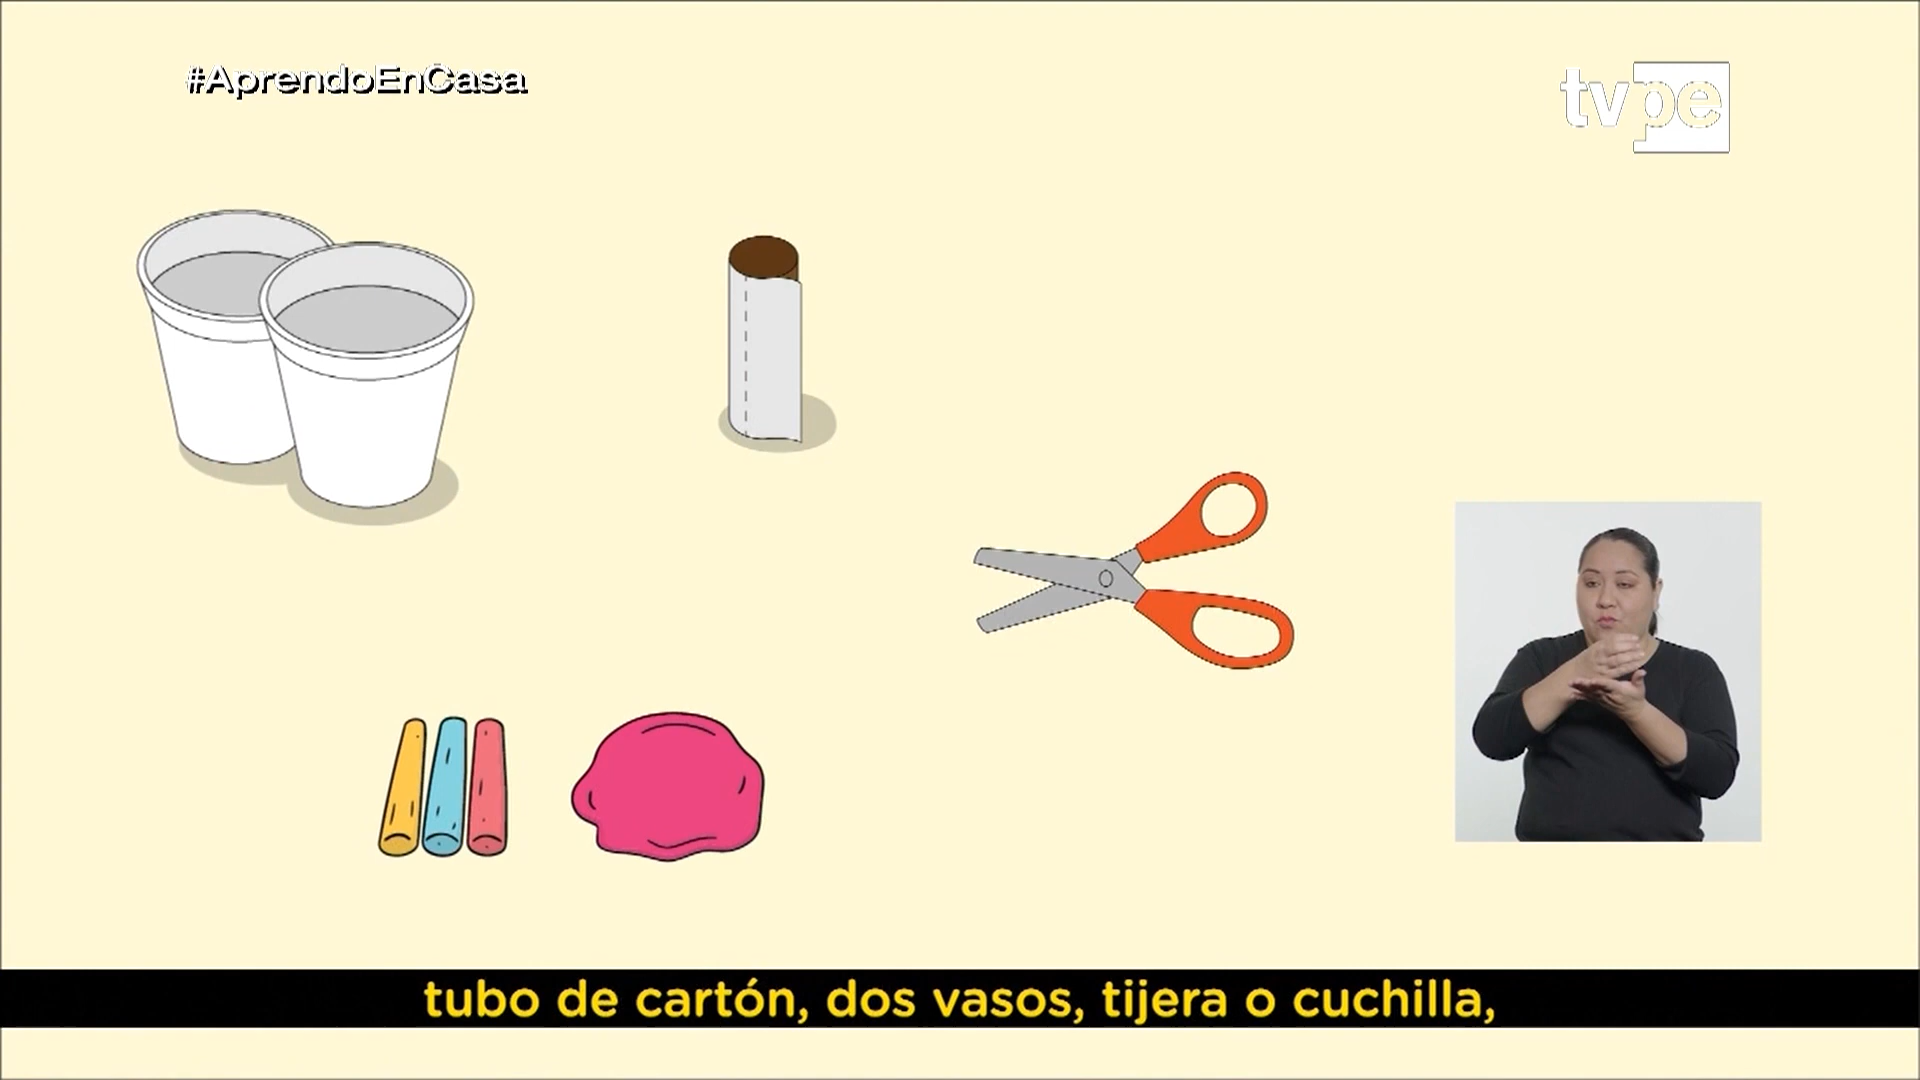 #AprendoEnCasa
tvpe
tubo de cartón, dos vasos, tijera o cuchilla,